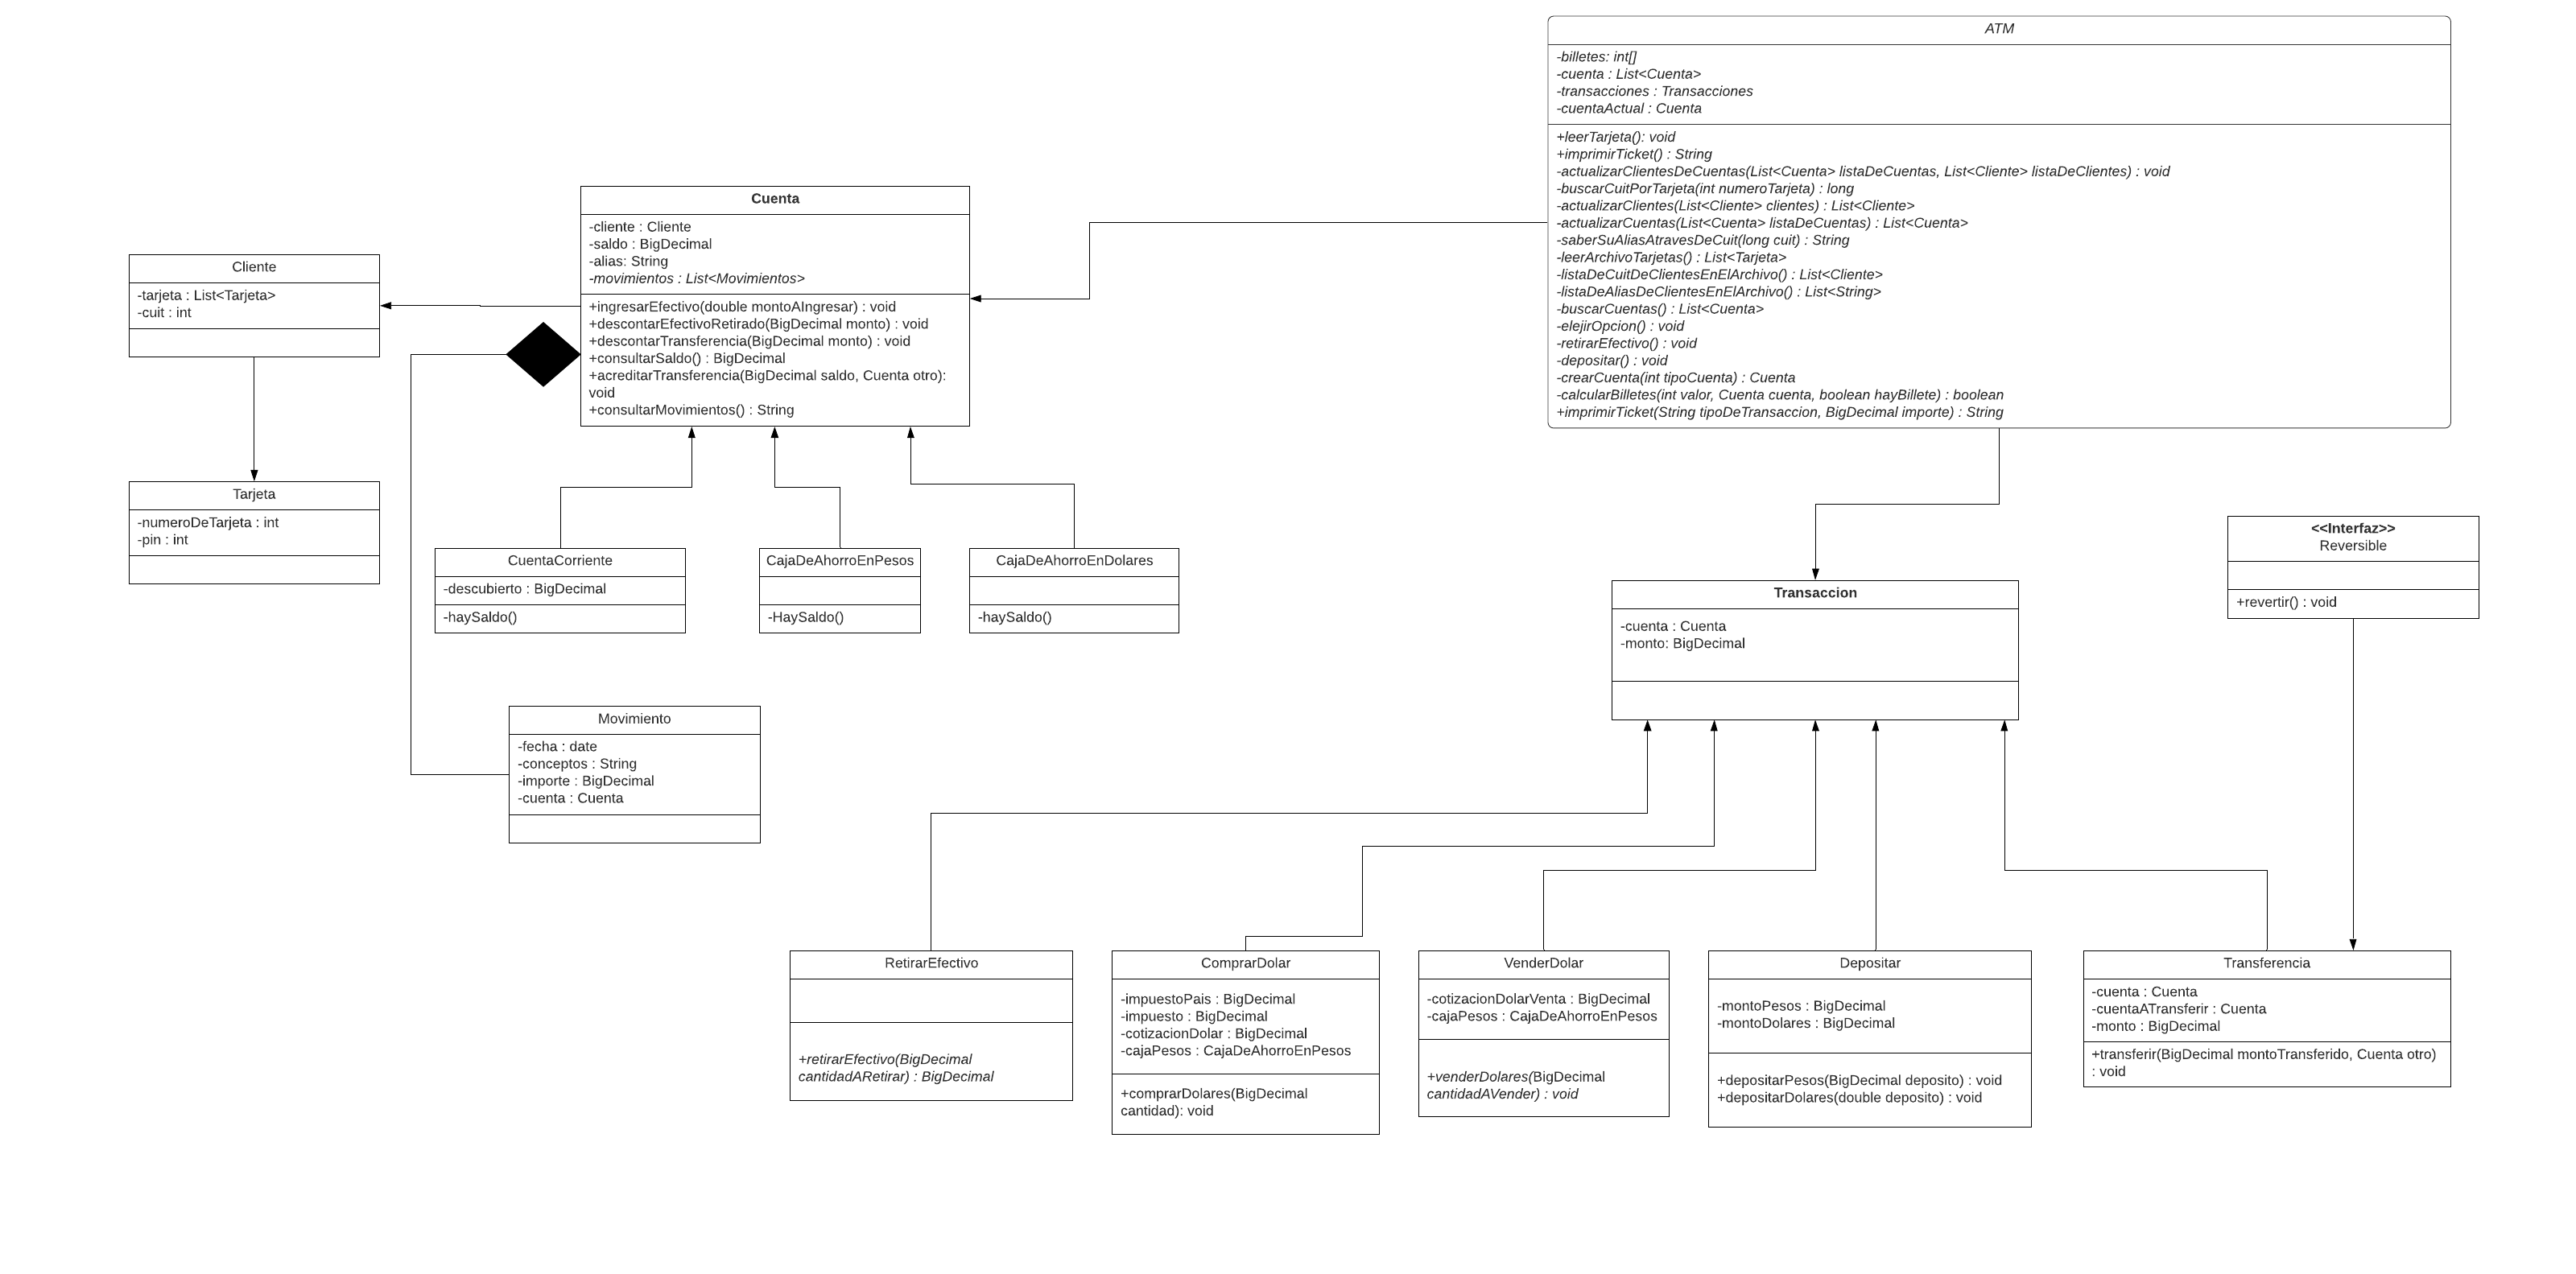 ATM
-billetes: int[]
-cuenta : List<Cuenta>
-transacciones : Transacciones
-cuentaActual : Cuenta
+leerTarjeta(): void
+imprimirTicket() : String
-actualizarClientesDeCuentas(List<Cuenta> listaDeCuentas, List<Cliente> listaDeClientes) : void
-buscarCuitPorTarjeta(int numeroTarjeta) : long
-actualizarClientes(List<Cliente> clientes) : List<Cliente>
-actualizarCuentas(List<Cuenta> listaDeCuentas) : List<Cuenta>
-saberSuAliasAtravesDeCuit(long cuit) : String
-leerArchivoTarjetas() : List<Tarjeta>
-listaDeCuitDeClientesEnElArchivo() : List<Cliente>
-listaDeAliasDeClientesEnElArchivo() : List<String>
-buscarCuentas() : List<Cuenta>
-elejirOpcion() : void
-retirarEfectivo() : void
-depositar() : void
-crearCuenta(int tipoCuenta) : Cuenta
-calcularBilletes(int valor, Cuenta cuenta, boolean hayBillete) : boolean
+imprimirTicket(String tipoDeTransaccion, BigDecimal importe) : String
Cuenta
-cliente : Cliente
-saldo : BigDecimal
-alias: String
-movimientos : List<Movimientos>
+ingresarEfectivo(double montoAIngresar) : void
+descontarEfectivoRetirado(BigDecimal monto) : void
+descontarTransferencia(BigDecimal monto) : void
+consultarSaldo() : BigDecimal
+acreditarTransferencia(BigDecimal saldo, Cuenta otro):
void
+consultarMovimientos() : String
Cliente
-tarjeta : List<Tarjeta>
-cuit : int
Tarjeta
-numeroDeTarjeta : int
-pin : int
CuentaCorriente
-descubierto : BigDecimal
-haySaldo()
CajaDeAhorroEnPesos
-HaySaldo()
CajaDeAhorroEnDolares
-haySaldo()
<<Interfaz>>
Reversible
+revertir() : void
Transaccion
-cuenta : Cuenta
-monto: BigDecimal
Movimiento
-fecha : date
-conceptos : String
-importe : BigDecimal
-cuenta : Cuenta
RetirarEfectivo
+retirarEfectivo(BigDecimal
cantidadARetirar) : BigDecimal
ComprarDolar
-impuestoPais : BigDecimal
-impuesto : BigDecimal
-cotizacionDolar : BigDecimal
-cajaPesos : CajaDeAhorroEnPesos
+comprarDolares(BigDecimal
cantidad): void
VenderDolar
-cotizacionDolarVenta : BigDecimal
-cajaPesos : CajaDeAhorroEnPesos
+venderDolares(BigDecimal
cantidadAVender) : void
Depositar
-montoPesos : BigDecimal
-montoDolares : BigDecimal
+depositarPesos(BigDecimal deposito) : void
+depositarDolares(double deposito) : void
Transferencia
-cuenta : Cuenta
-cuentaATransferir : Cuenta
-monto : BigDecimal
+transferir(BigDecimal montoTransferido, Cuenta otro)
: void